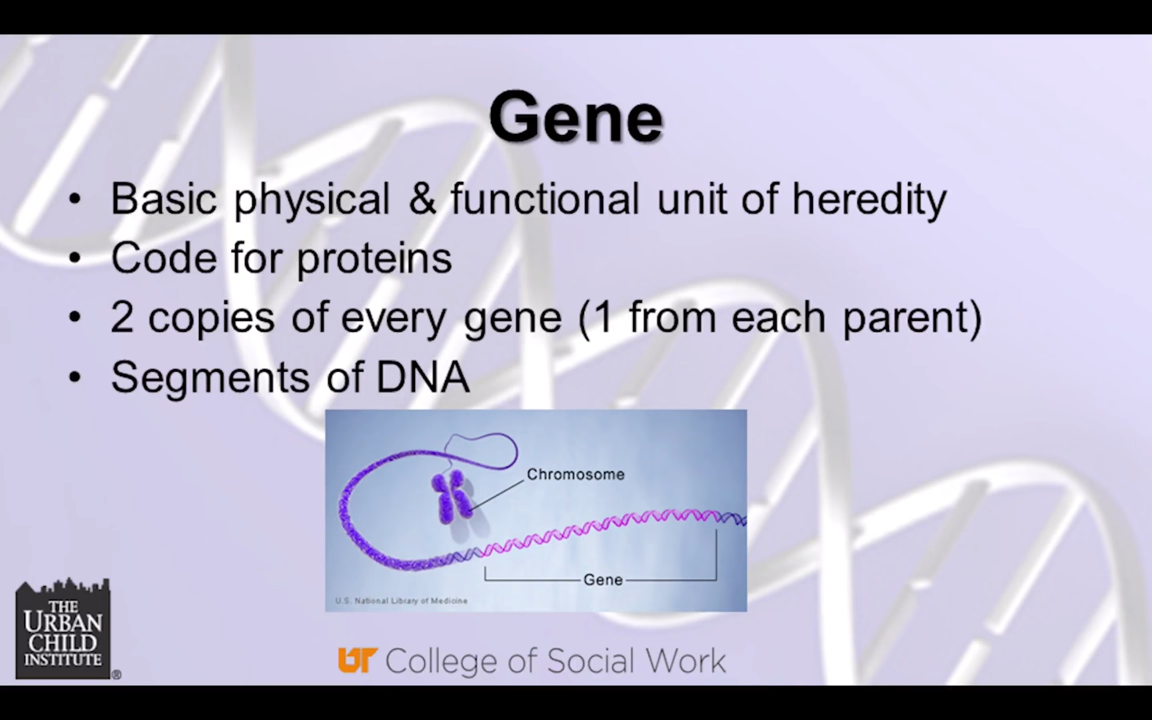 Gene
• Basic physical & functional unit of heredity
• Code for proteins
• 2 copies of every gene (1 from each parent)
• Segments of DNA
Chromosome
Gene
U.S. National Library of Medicine
THE
URBAN
CHILD
INSTITUTE
®
UT College of Social Work